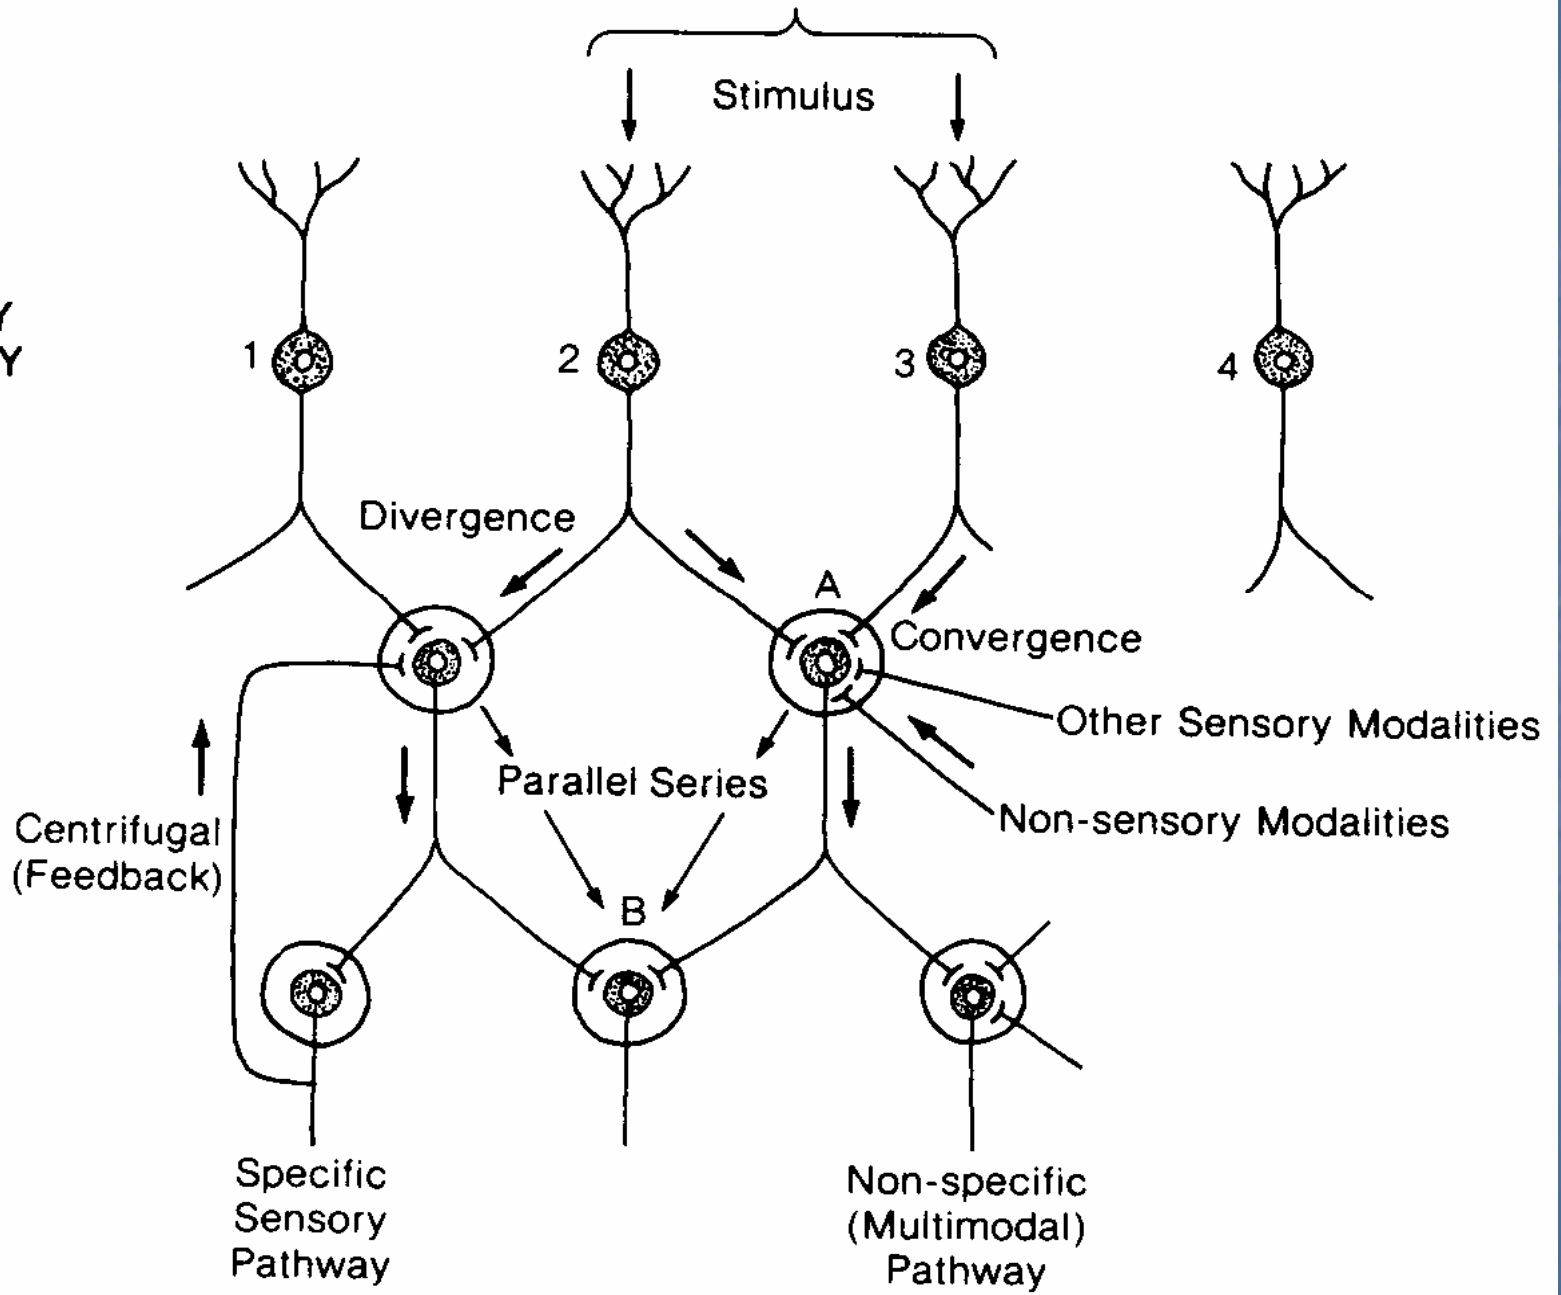 Stimulus
Y
Y
1
2
3
4
Divergence
A
Convergence
Other Sensory Modalities
Parallel Series
Non-sensory Modalities
Centrifugal
(Feedback)
B
Specific
Sensory
Pathway
Non-specific
(Multimodal)
Pathway